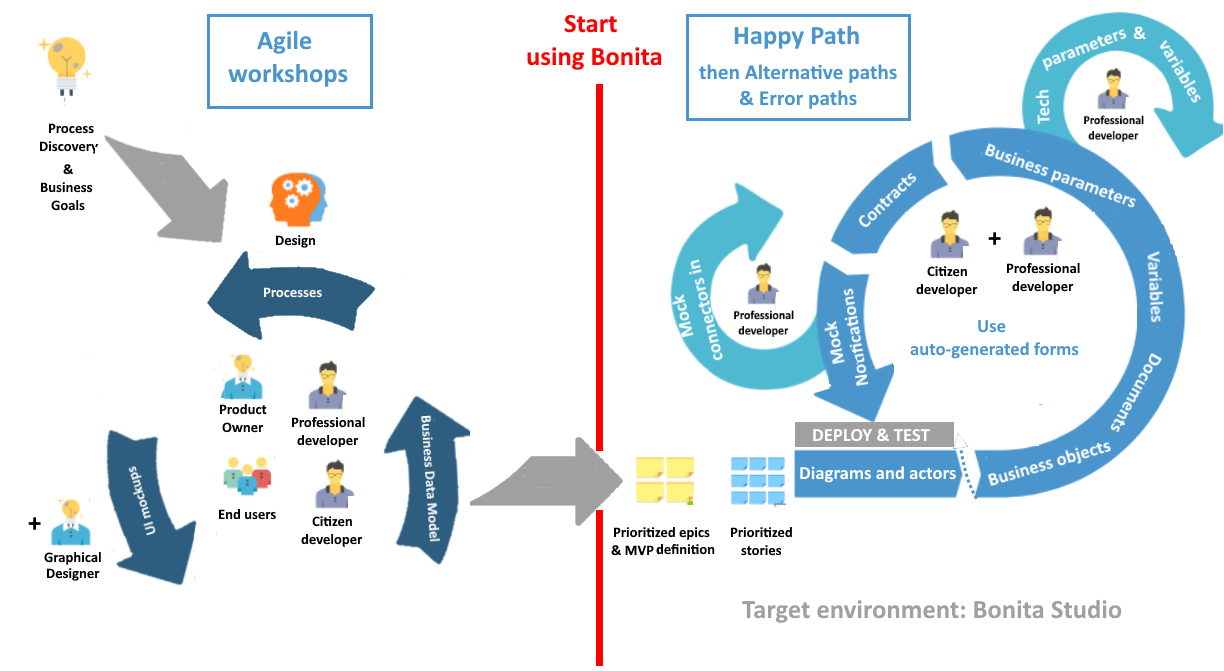 Agile
workshops
Start
using Bonita
Happy Path
then Alternative paths
& Error paths
Process
Discovery
&
Business
Goals
Design
Processes
Product
Owner
Professional
developer
End users
Citizen
developer
Business Data Model
UI mockups
+
Graphical
Designer
Prioritized epics
& MVP definition
Prioritized
stories
Tech parameters & variables
Professional
developer
Business parameters
Variables
Documents
Business objects
Contracts
Citizen
developer
+
Professional
developer
Use
auto-generated forms
Mock
connectors in
Professional
developer
Mock
Notifications
DEPLOY & TEST
Diagrams and actors
Target environment: Bonita Studio